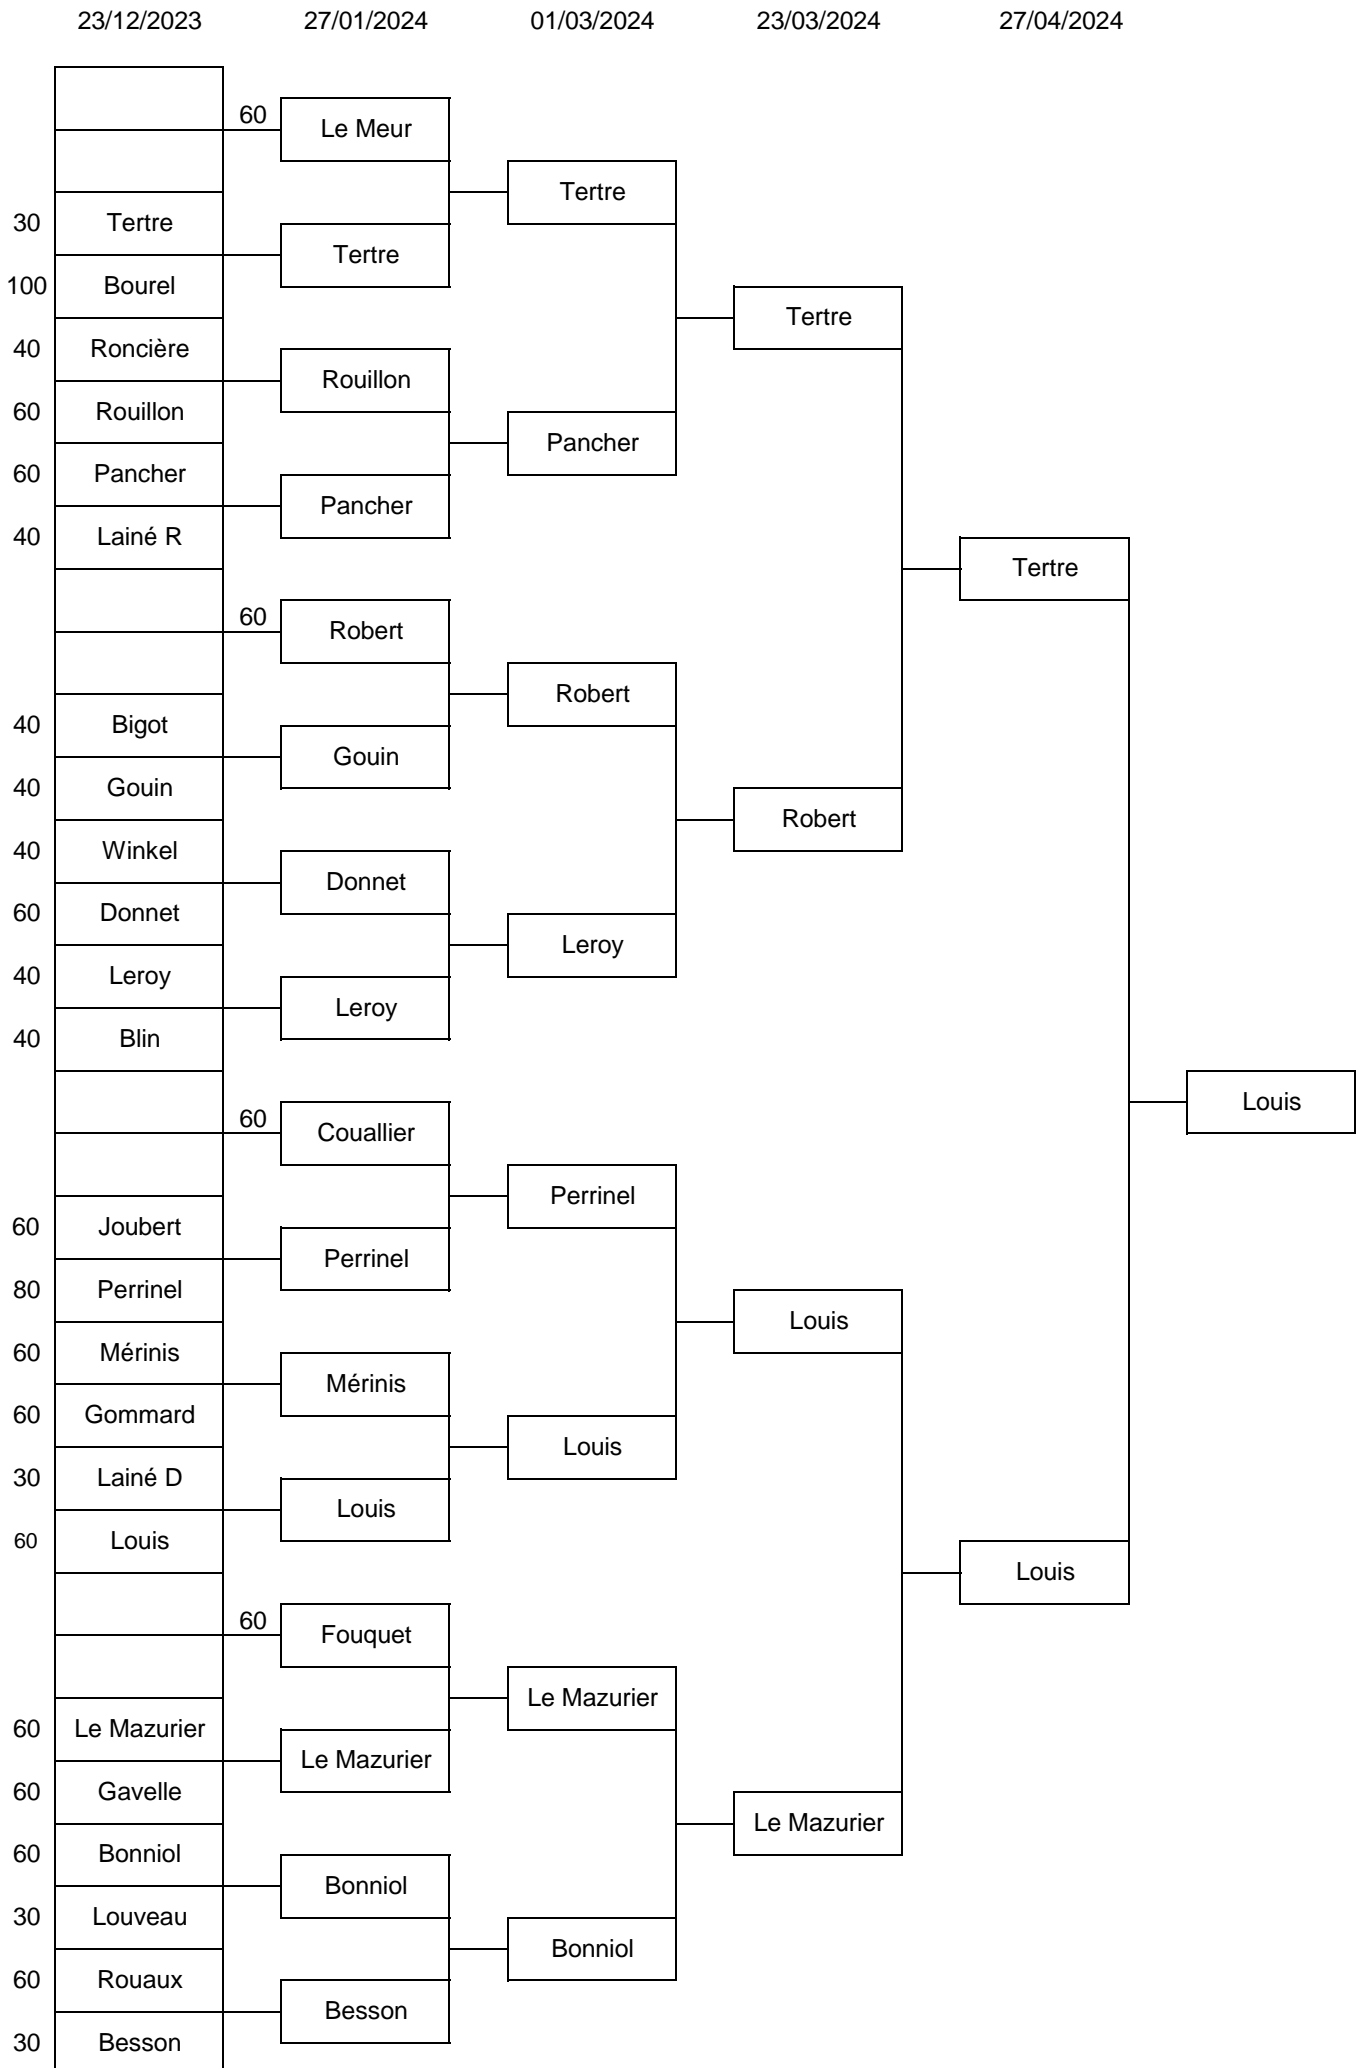 23/12/2023 27/01/2024 01/03/2024 23/03/2024 27/04/2024
60
Le Meur
Tertre
30 Tertre
Tertre
100 Bourel
Tertre
40 Roncière
Rouillon
60 Rouillon
Pancher
60 Pancher
Pancher
40 Lainé R
Tertre
60
Robert
Robert
40 Bigot
Gouin
40 Gouin
Robert
40 Winkel
Donnet
60 Donnet
Leroy
40 Leroy
Leroy
40 Blin
Louis
60
Couallier
Perrinel
60 Joubert
Perrinel
80 Perrinel
Louis
60 Mérinis
Mérinis
60 Gommard
Louis
30 Lainé D
Louis
60 Louis
Louis
60
Fouquet
Le Mazurier
60 Le Mazurier
Le Mazurier
60 Gavelle
Le Mazurier
60 Bonniol
Bonniol
30 Louveau
Bonniol
60 Rouaux
Besson
30 Besson